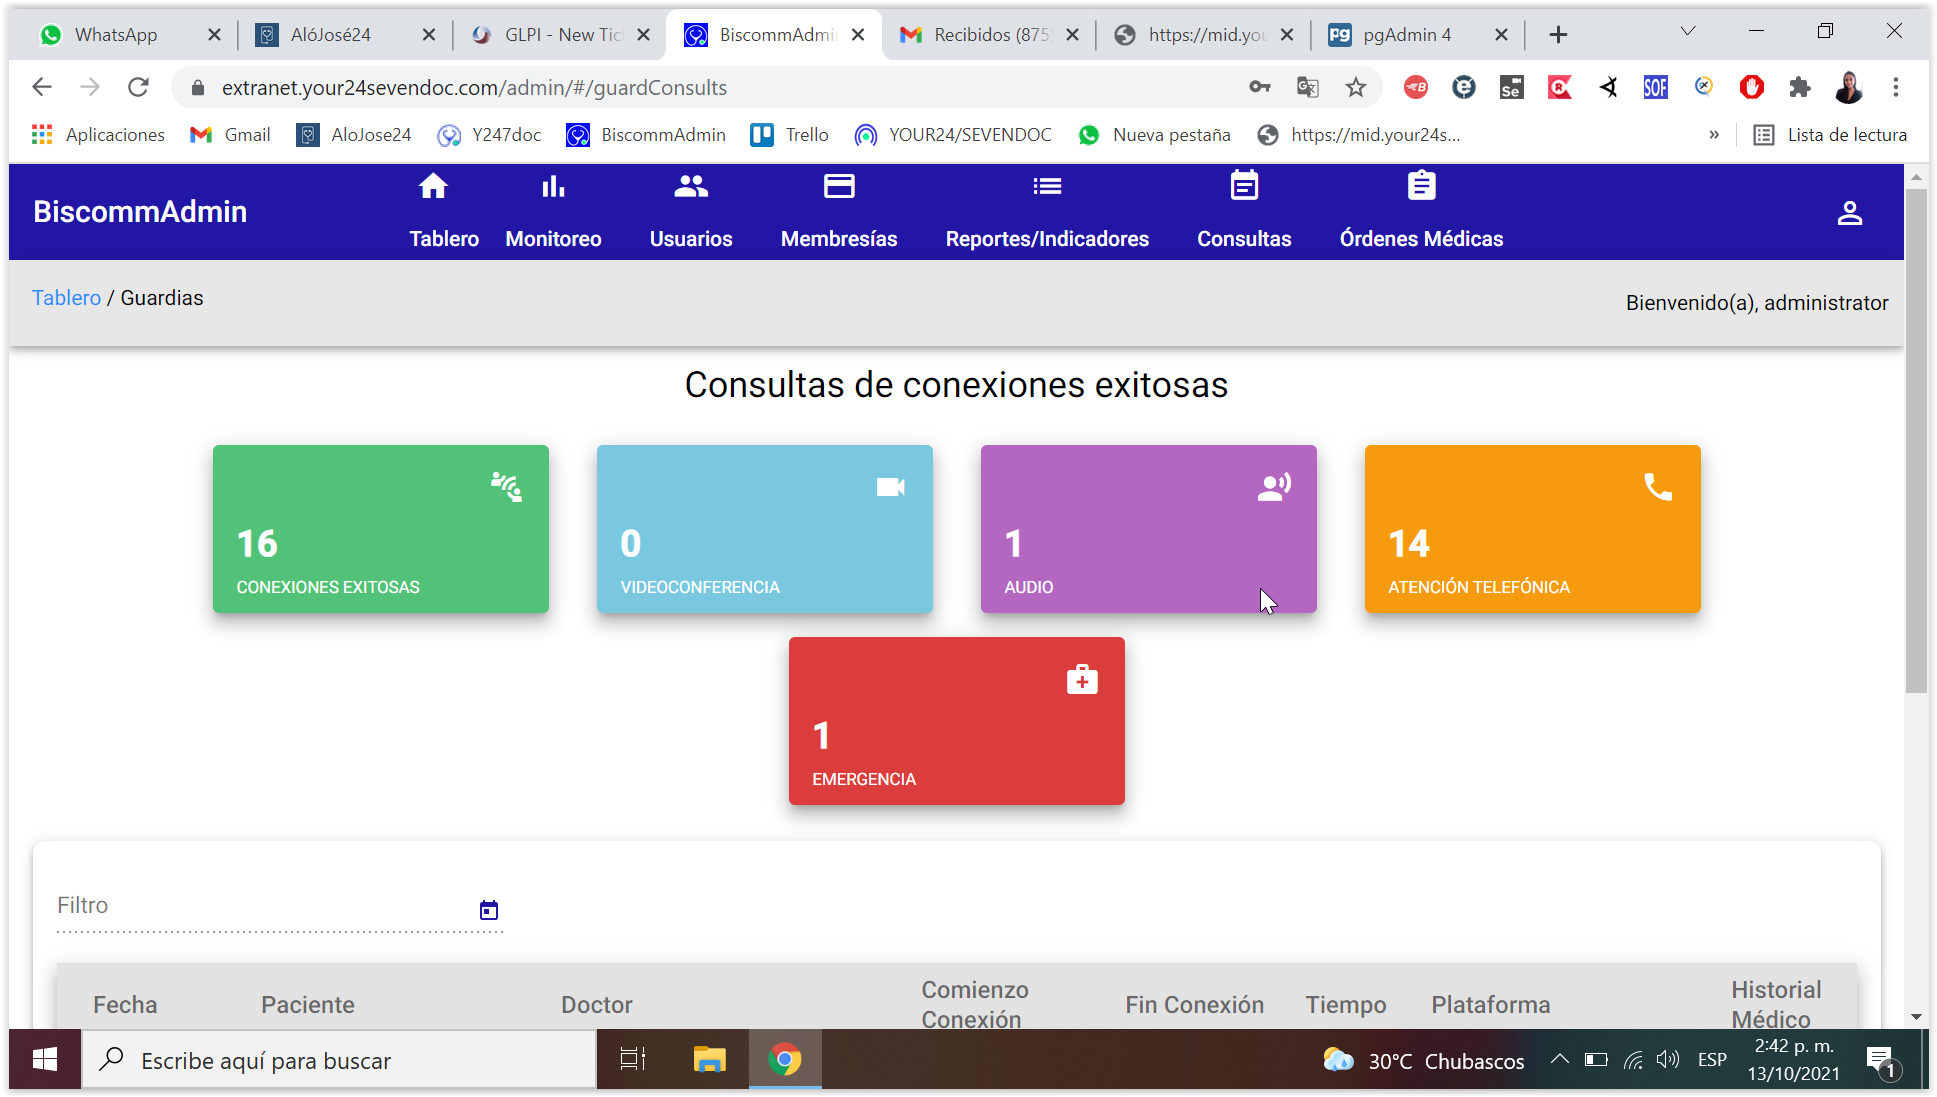 WhatsApp
AlóJosé24
GLPI - New Tic
BiscommAdmi
Recibidos (875)
https://mid.you
pgAdmin 4
extranet.your24sevendoc.com/admin/#/guardConsults
Aplicaciones
Gmail
AloJose24
Y247doc
BiscommAdmin
Trello
YOUR24/SEVENDOC
Nueva pestaña
https://mid.your24s...
»
Lista de lectura
BiscommAdmin
Tablero
Monitoreo
Usuarios
Membresías
Reportes/Indicadores
Consultas
Órdenes Médicas
Tablero / Guardias
Bienvenido(a), administrator
Consultas de conexiones exitosas
16
CONEXIONES EXITOSAS
0
VIDEOCONFERENCIA
1
AUDIO
14
ATENCIÓN TELEFÓNICA
1
EMERGENCIA
Filtro
Fecha
Paciente
Doctor
Comienzo
Conexión
Fin Conexión
Tiempo
Plataforma
Historial
Médico
Escribe aquí para buscar
30°C Chubascos
ESP
2:42 p. m.
13/10/2021
1